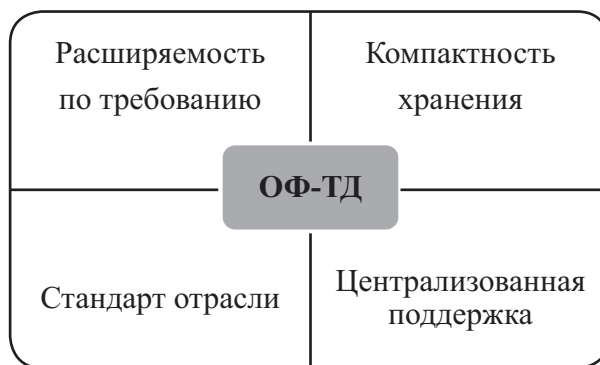 Расширяемость
по требованию
Компактность
хранения
ОФ-ТД
Стандарт отрасли
Централизованная
поддержка